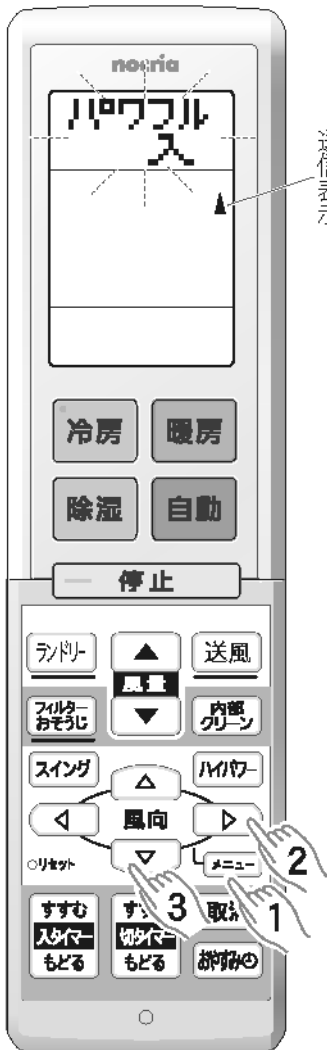 nocria
パワフル
入
送信表示
冷房
暖房
除湿
自動
停止
ランドリー
風量
送風
フィルター
おそうじ
内部
クリーン
スイング
ハイパワー
風向
リセット
メニュー
2
3
1
すすむ
入タイマー
もどる
切タイマー
もどる
おやすみ